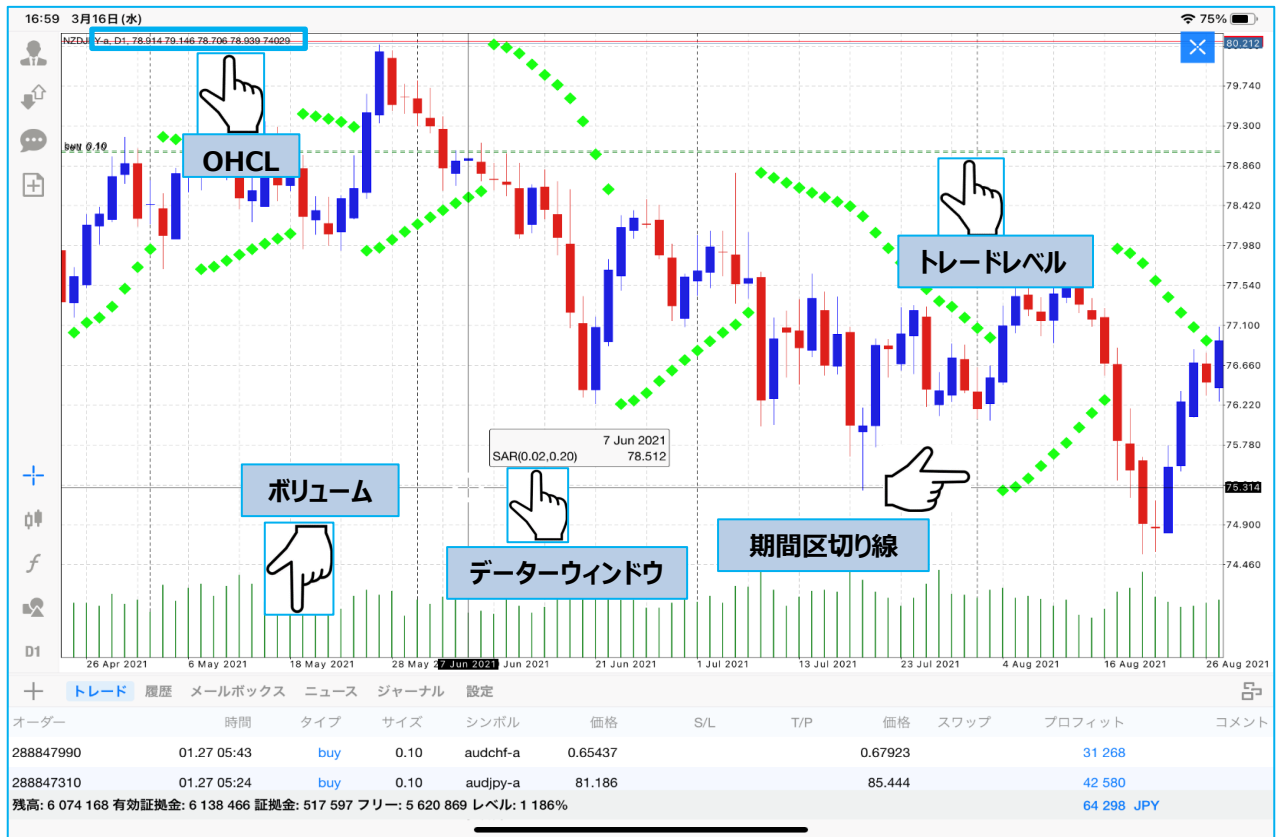 16:59 3月16日(水)
75%
NZDJPY-a, D1, 78.914 79.146 78.706 78.939 74029
80.212
79.740
OHCL
79.300
buy 0.10
78.860
78.420
トレードレベル
77.980
77.540
77.100
76.660
76.220
7 Jun 2021
SAR(0.02,0.20) 78.512
75.780
ボリューム
75.314
期間区切り線
74.900
データーウィンドウ
74.460
D1
26 Apr 2021 6 May 2021 18 May 2021 28 May 2 7 Jun 2021 Jun 2021 21 Jun 2021 1 Jul 2021 13 Jul 2021 23 Jul 2021 4 Aug 2021 16 Aug 2021 26 Aug 2021
トレード 履歴 メールボックス ニュース ジャーナル 設定
オーダー 時間 タイプ サイズ シンボル 価格 S/L T/P 価格 スワップ プロフィット コメント
288847990 01.27 05:43 buy 0.10 audchf-a 0.65437 0.67923 31 268
288847310 01.27 05:24 buy 0.10 audjpy-a 81.186 85.444 42 580
残高: 6 074 168 有効証拠金: 6 138 466 証拠金: 517 597 フリー: 5 620 869 レベル: 1 186% 64 298 JPY